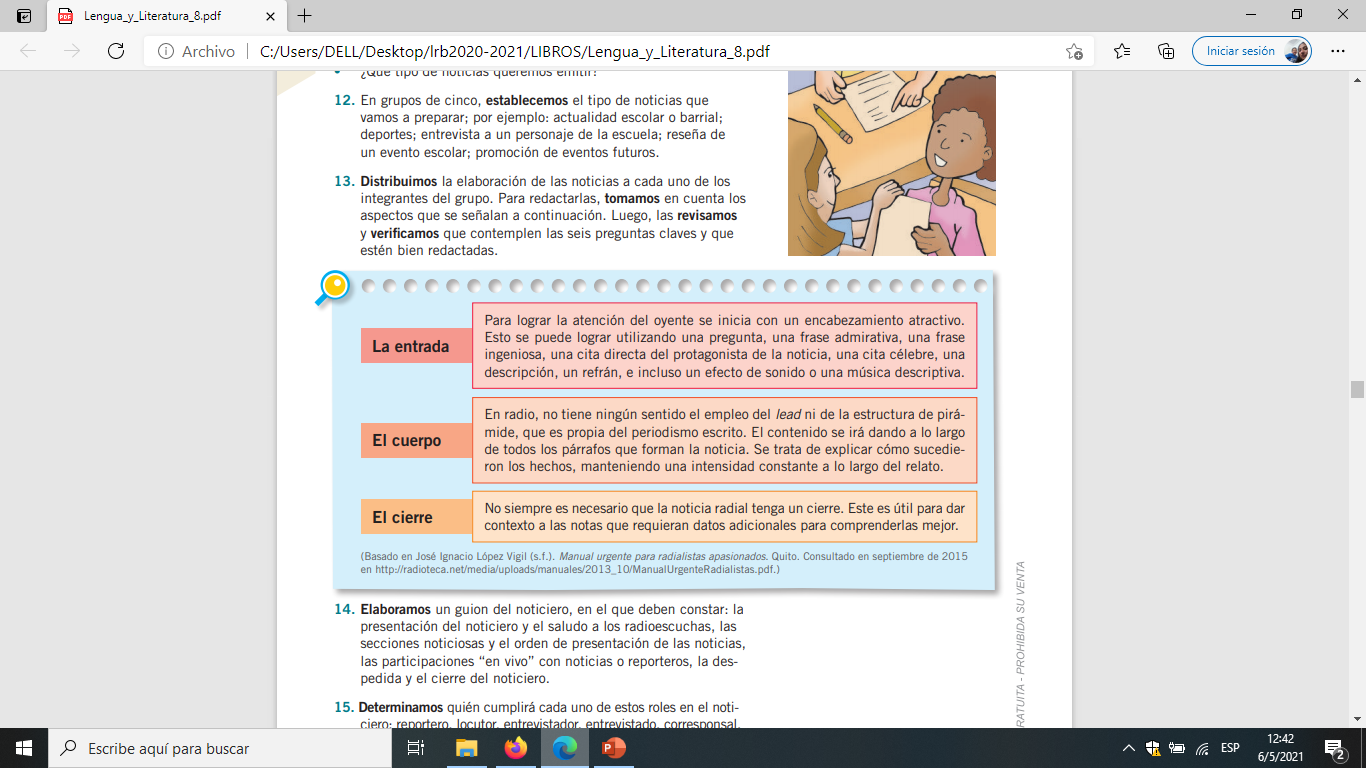 Lengua_y_Literatura_8.pdf
Archivo
C:/Users/DELL/Desktop/lrb2020-2021/LIBROS/Lengua_y_Literatura_8.pdf
Iniciar sesión
¿Qué tipo de noticias queremos emitir?
12. En grupos de cinco, establecemos el tipo de noticias que
vamos a preparar; por ejemplo: actualidad escolar o barrial;
deportes; entrevista a un personaje de la escuela; reseña de
un evento escolar; promoción de eventos futuros.
13. Distribuimos la elaboración de las noticias a cada uno de los
integrantes del grupo. Para redactarlas, tomamos en cuenta los
aspectos que se señalan a continuación. Luego, las revisamos
y verificamos que contemplen las seis preguntas claves y que
estén bien redactadas.
La entrada
Para lograr la atención del oyente se inicia con un encabezamiento atractivo.
Esto se puede lograr utilizando una pregunta, una frase admirativa, una frase
ingeniosa, una cita directa del protagonista de la noticia, una cita célebre, una
descripción, un refrán, e incluso un efecto de sonido o una música descriptiva.
El cuerpo
En radio, no tiene ningún sentido el empleo del lead ni de la estructura de pirá-
mide, que es propia del periodismo escrito. El contenido se irá dando a lo largo
de todos los párrafos que forman la noticia. Se trata de explicar cómo sucedie-
ron los hechos, manteniendo una intensidad constante a lo largo del relato.
El cierre
No siempre es necesario que la noticia radial tenga un cierre. Este es útil para dar
contexto a las notas que requieran datos adicionales para comprenderlas mejor.
(Basado en José Ignacio López Vigil (s.f.). Manual urgente para radialistas apasionados. Quito. Consultado en septiembre de 2015
en http://radioteca.net/media/uploads/manuales/2013_10/ManualUrgenteRadialistas.pdf.)
14. Elaboramos un guion del noticiero, en el que deben constar: la
presentación del noticiero y el saludo a los radioescuchas, las
secciones noticiosas y el orden de presentación de las noticias,
las participaciones “en vivo” con noticias o reporteros, la des-
pedida y el cierre del noticiero.
15. Determinamos quién cumplirá cada uno de estos roles en el noti-
ciero: reportero, locutor, entrevistador, entrevistado, corresponsal,
RATUITA - PROHIBIDA SU VENTA
Escribe aquí para buscar
ESP
12:42
6/5/2021
2